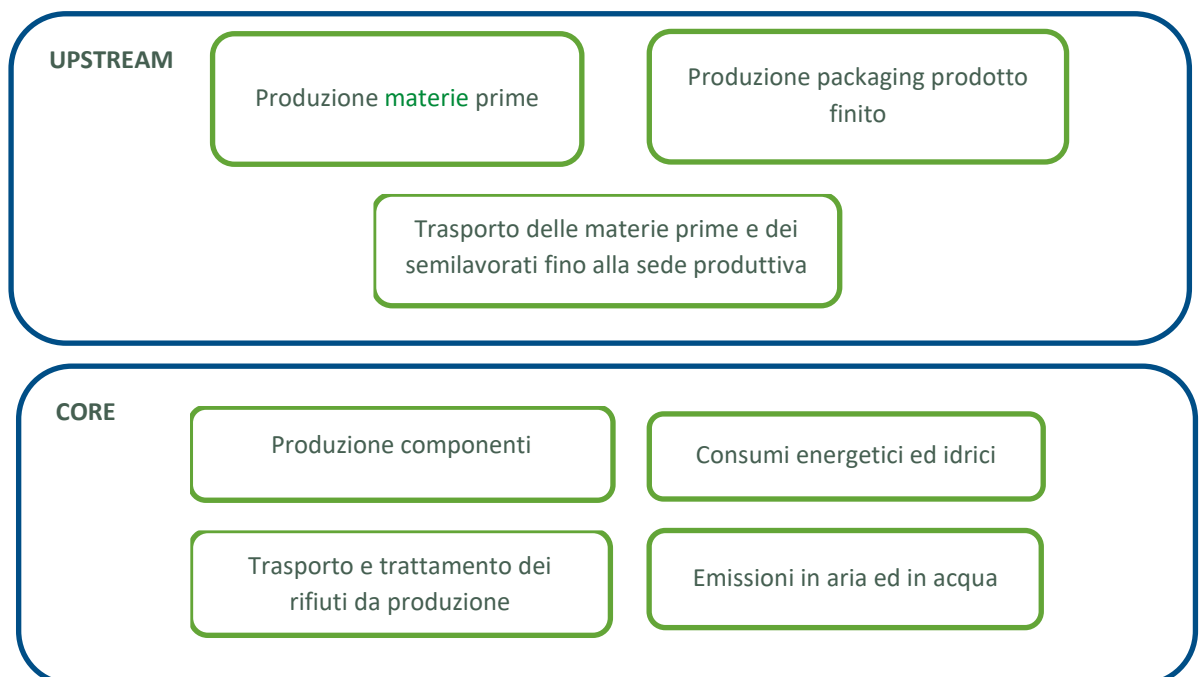 UPSTREAM
Produzione materie prime
Produzione packaging prodotto
finito
Trasporto delle materie prime e dei
semilavorati fino alla sede produttiva
CORE
Produzione componenti
Consumi energetici ed idrici
Trasporto e trattamento dei
rifiuti da produzione
Emissioni in aria ed in acqua